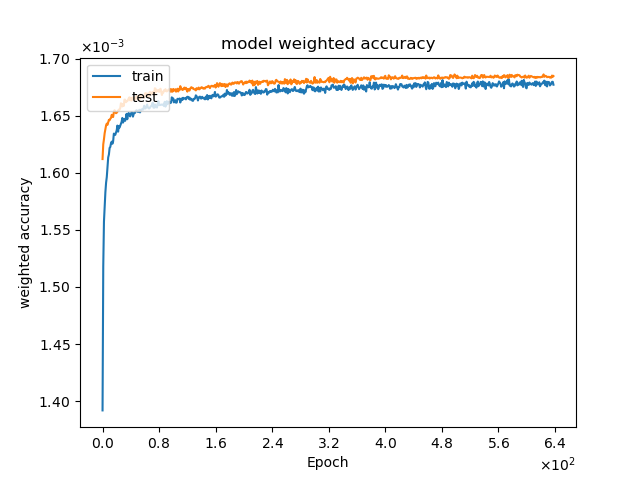 model weighted accuracy
×10⁻³
1.70
1.65
1.60
1.55
1.50
1.45
1.40
weighted accuracy
train
test
0.0 0.8 1.6 2.4 3.2 4.0 4.8 5.6 6.4
Epoch
×10²